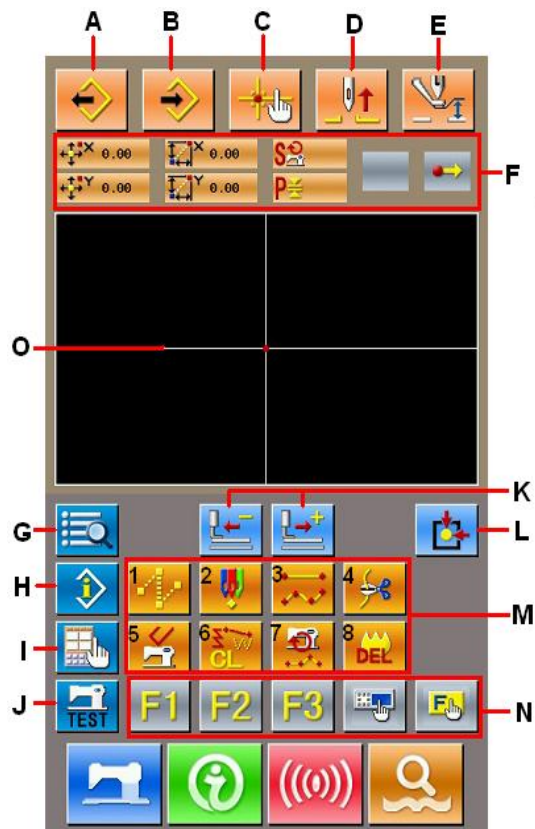 A B C D E
X 0.00 X 0.00 S
F
Y 0.00 Y 0.00 P
O
K
G L
H 1 2 3 4
M
I 5 6 CL 7 8 DEL
J TEST F1 F2 F3 F N